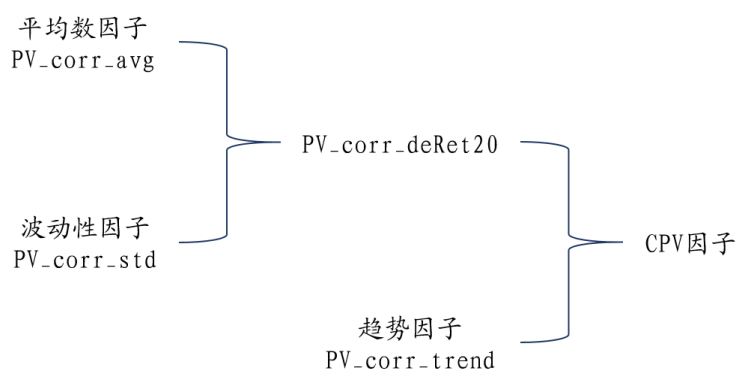 平均数因子
PV_corr_avg
PV_corr_deRet20
波动性因子
PV_corr_std
CPV因子
趋势因子
PV_corr_trend